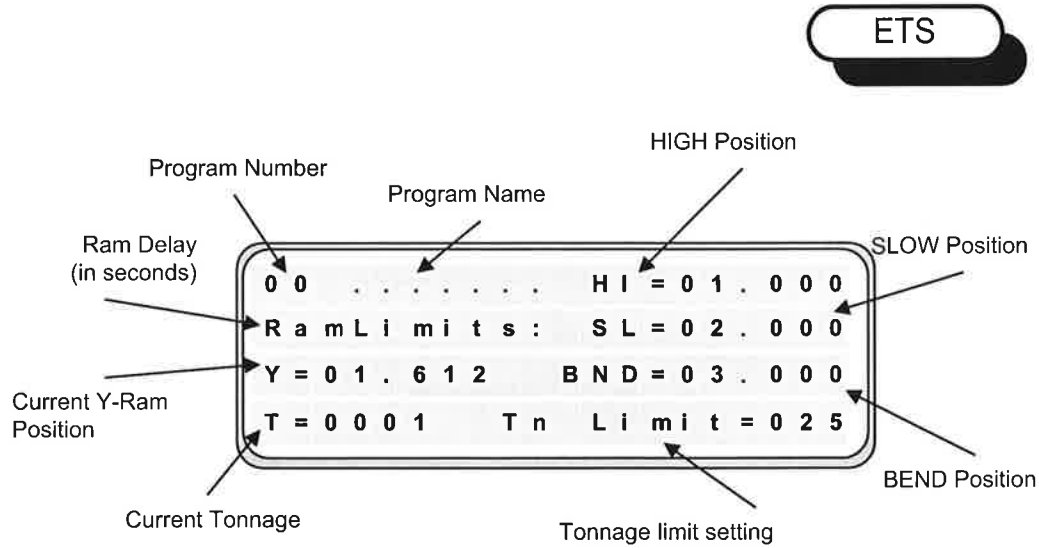 ETS
HIGH Position
Program Number
Program Name
Ram Delay
(in seconds)
SLOW Position
00 ....... HI=01.000
RamLimits: SL=02.000
Y=01.612 BND=03.000
T=0001 Tn Limit=025
Current Y-Ram
Position
BEND Position
Current Tonnage
Tonnage limit setting